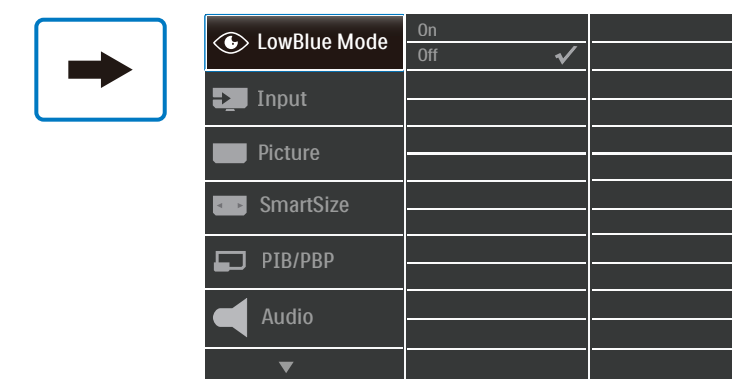 LowBlue Mode
On
Off
Input
Picture
SmartSize
PIB/PBP
Audio